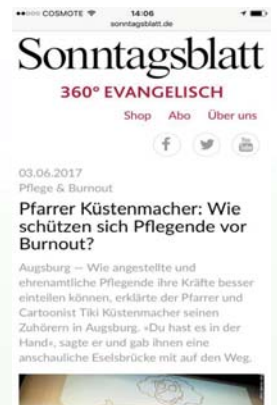 COSMOTE 14:06
sonntagsblatt.de
Sonntagsblatt
360° EVANGELISCH
Shop Abo Über uns
03.06.2017
Pflege & Burnout
Pfarrer Küstenmacher: Wie
schützen sich Pflegende vor
Burnout?
Augsburg — Wie angestellte und
ehrenamtliche Pflegende ihre Kräfte besser
einteilen können, erklärte der Pfarrer und
Cartoonist Tiki Küstenmacher seinen
Zuhörern in Augsburg. »Du hast es in der
Hand«, sagte er und gab ihnen eine
anschauliche Eselsbrücke mit auf den Weg.